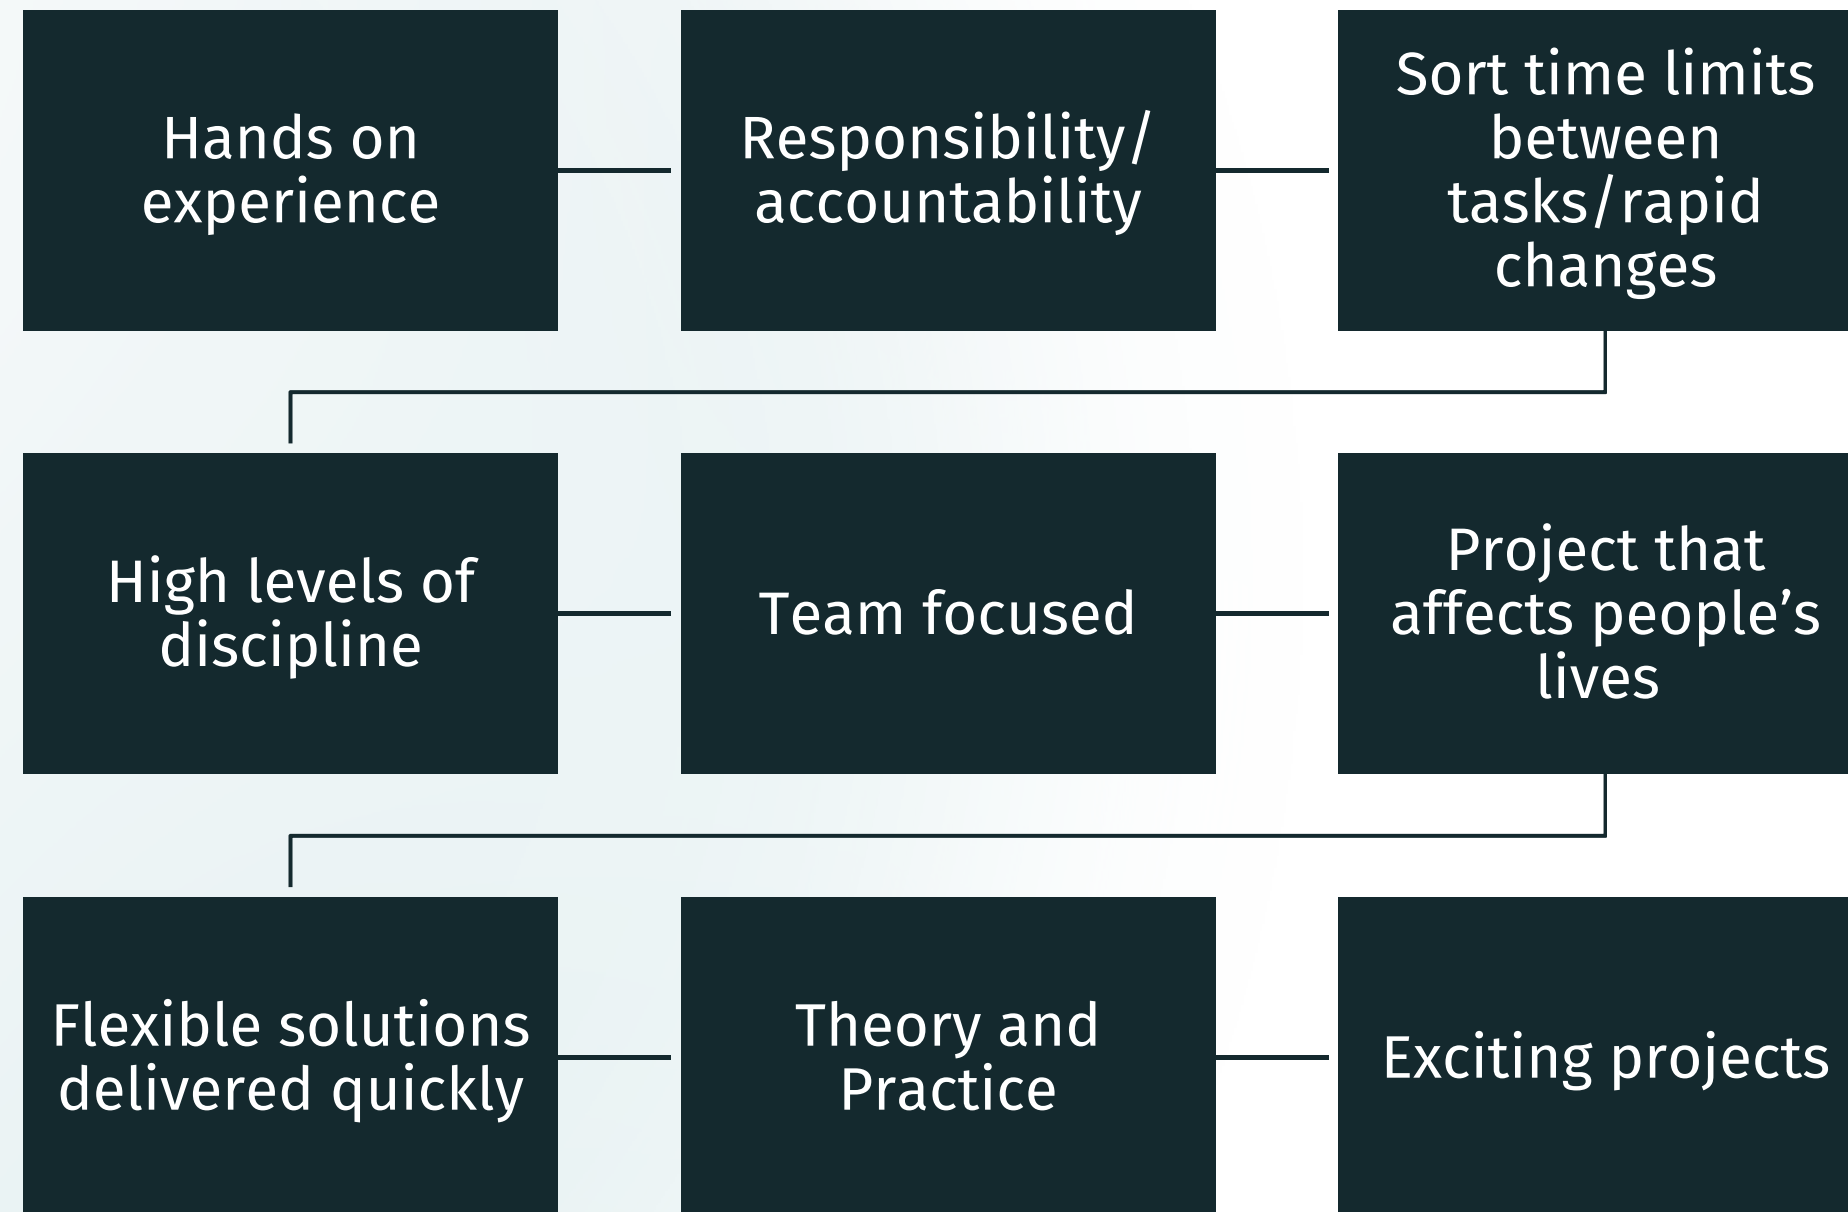 Hands on
experience
Responsibility/
accountability
Sort time limits
between
tasks/rapid
changes
High levels of
discipline
Team focused
Project that
affects people’s
lives
Flexible solutions
delivered quickly
Theory and
Practice
Exciting projects